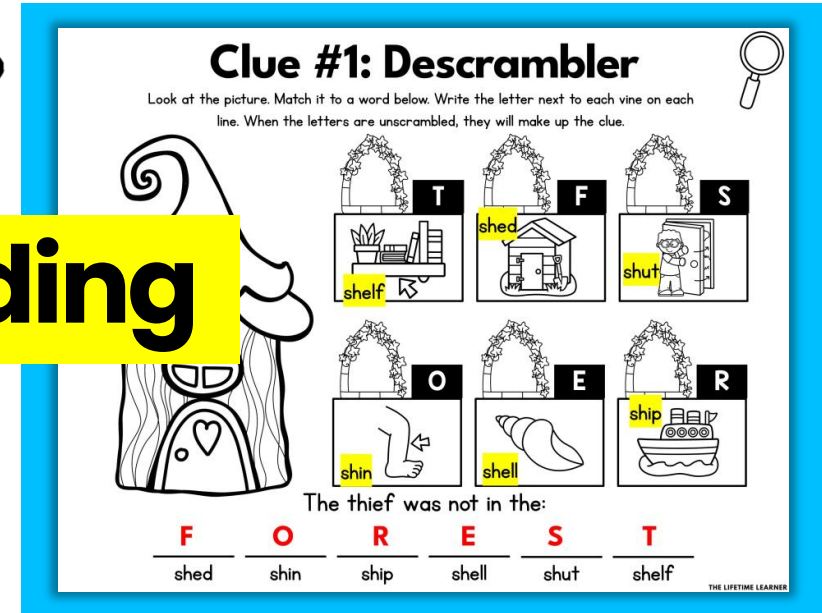 Clue #1: Descrambler
Look at the picture. Match it to a word below. Write the letter next to each vine on each
line. When the letters are unscrambled, they will make up the clue.
T F S
shelf shed shut
ding
O E R
shin shell ship
The thief was not in the:
F O R E S T
shed shin ship shell shut shelf
THE LIFETIME LEARNER